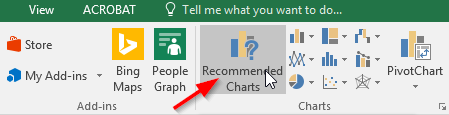 View ACROBAT Tell me what you want to do...
Store
My Add-ins
Bing Maps
People Graph
Recommended Charts
PivotChart
Add-ins
Charts